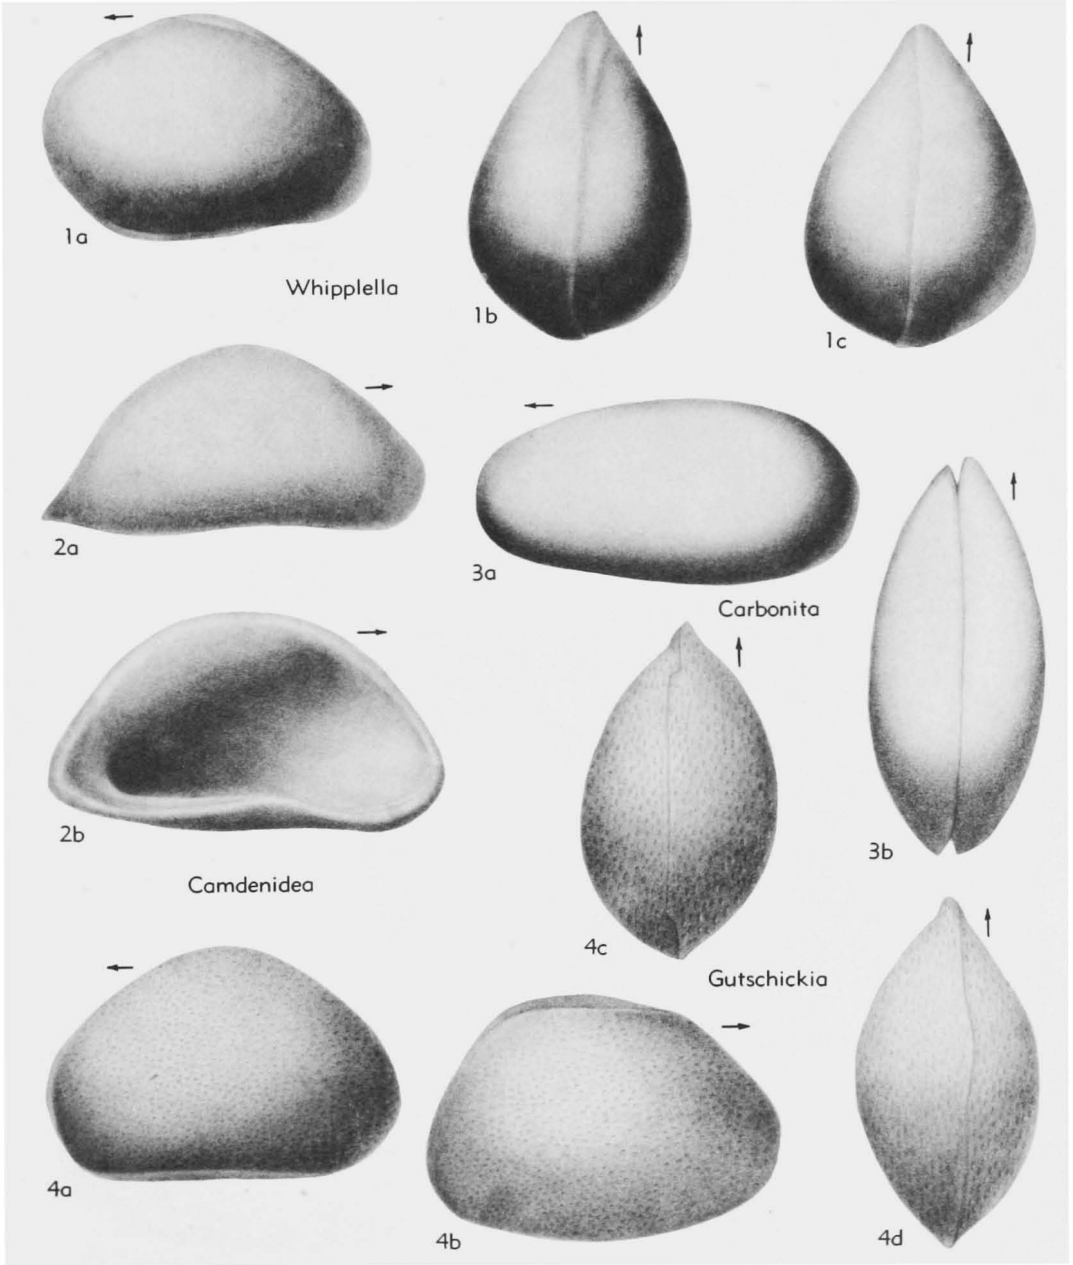 1a
1b
1c
Whipplella
2a
3a
Carbonita
2b
3b
Camdenidea
4c
Gutschickia
4a
4b
4d